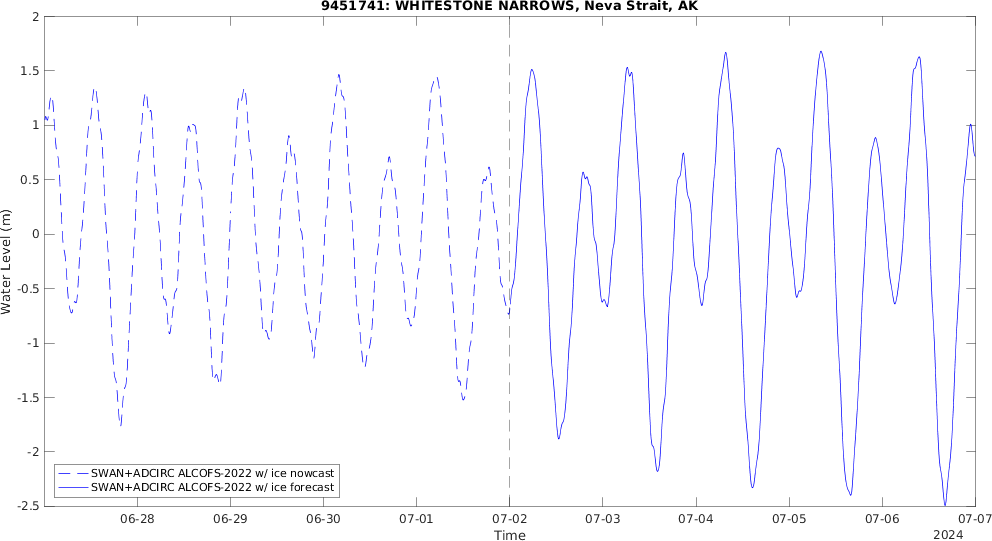 9451741: WHITESTONE NARROWS, Neva Strait, AK
2
1.5
1
0.5
0
-0.5
-1
-1.5
-2
-2.5
Water Level (m)
SWAN+ADCIRC ALCOFS-2022 w/ ice nowcast
SWAN+ADCIRC ALCOFS-2022 w/ ice forecast
06-28 06-29 06-30 07-01 07-02 07-03 07-04 07-05 07-06 07-07
Time
2024